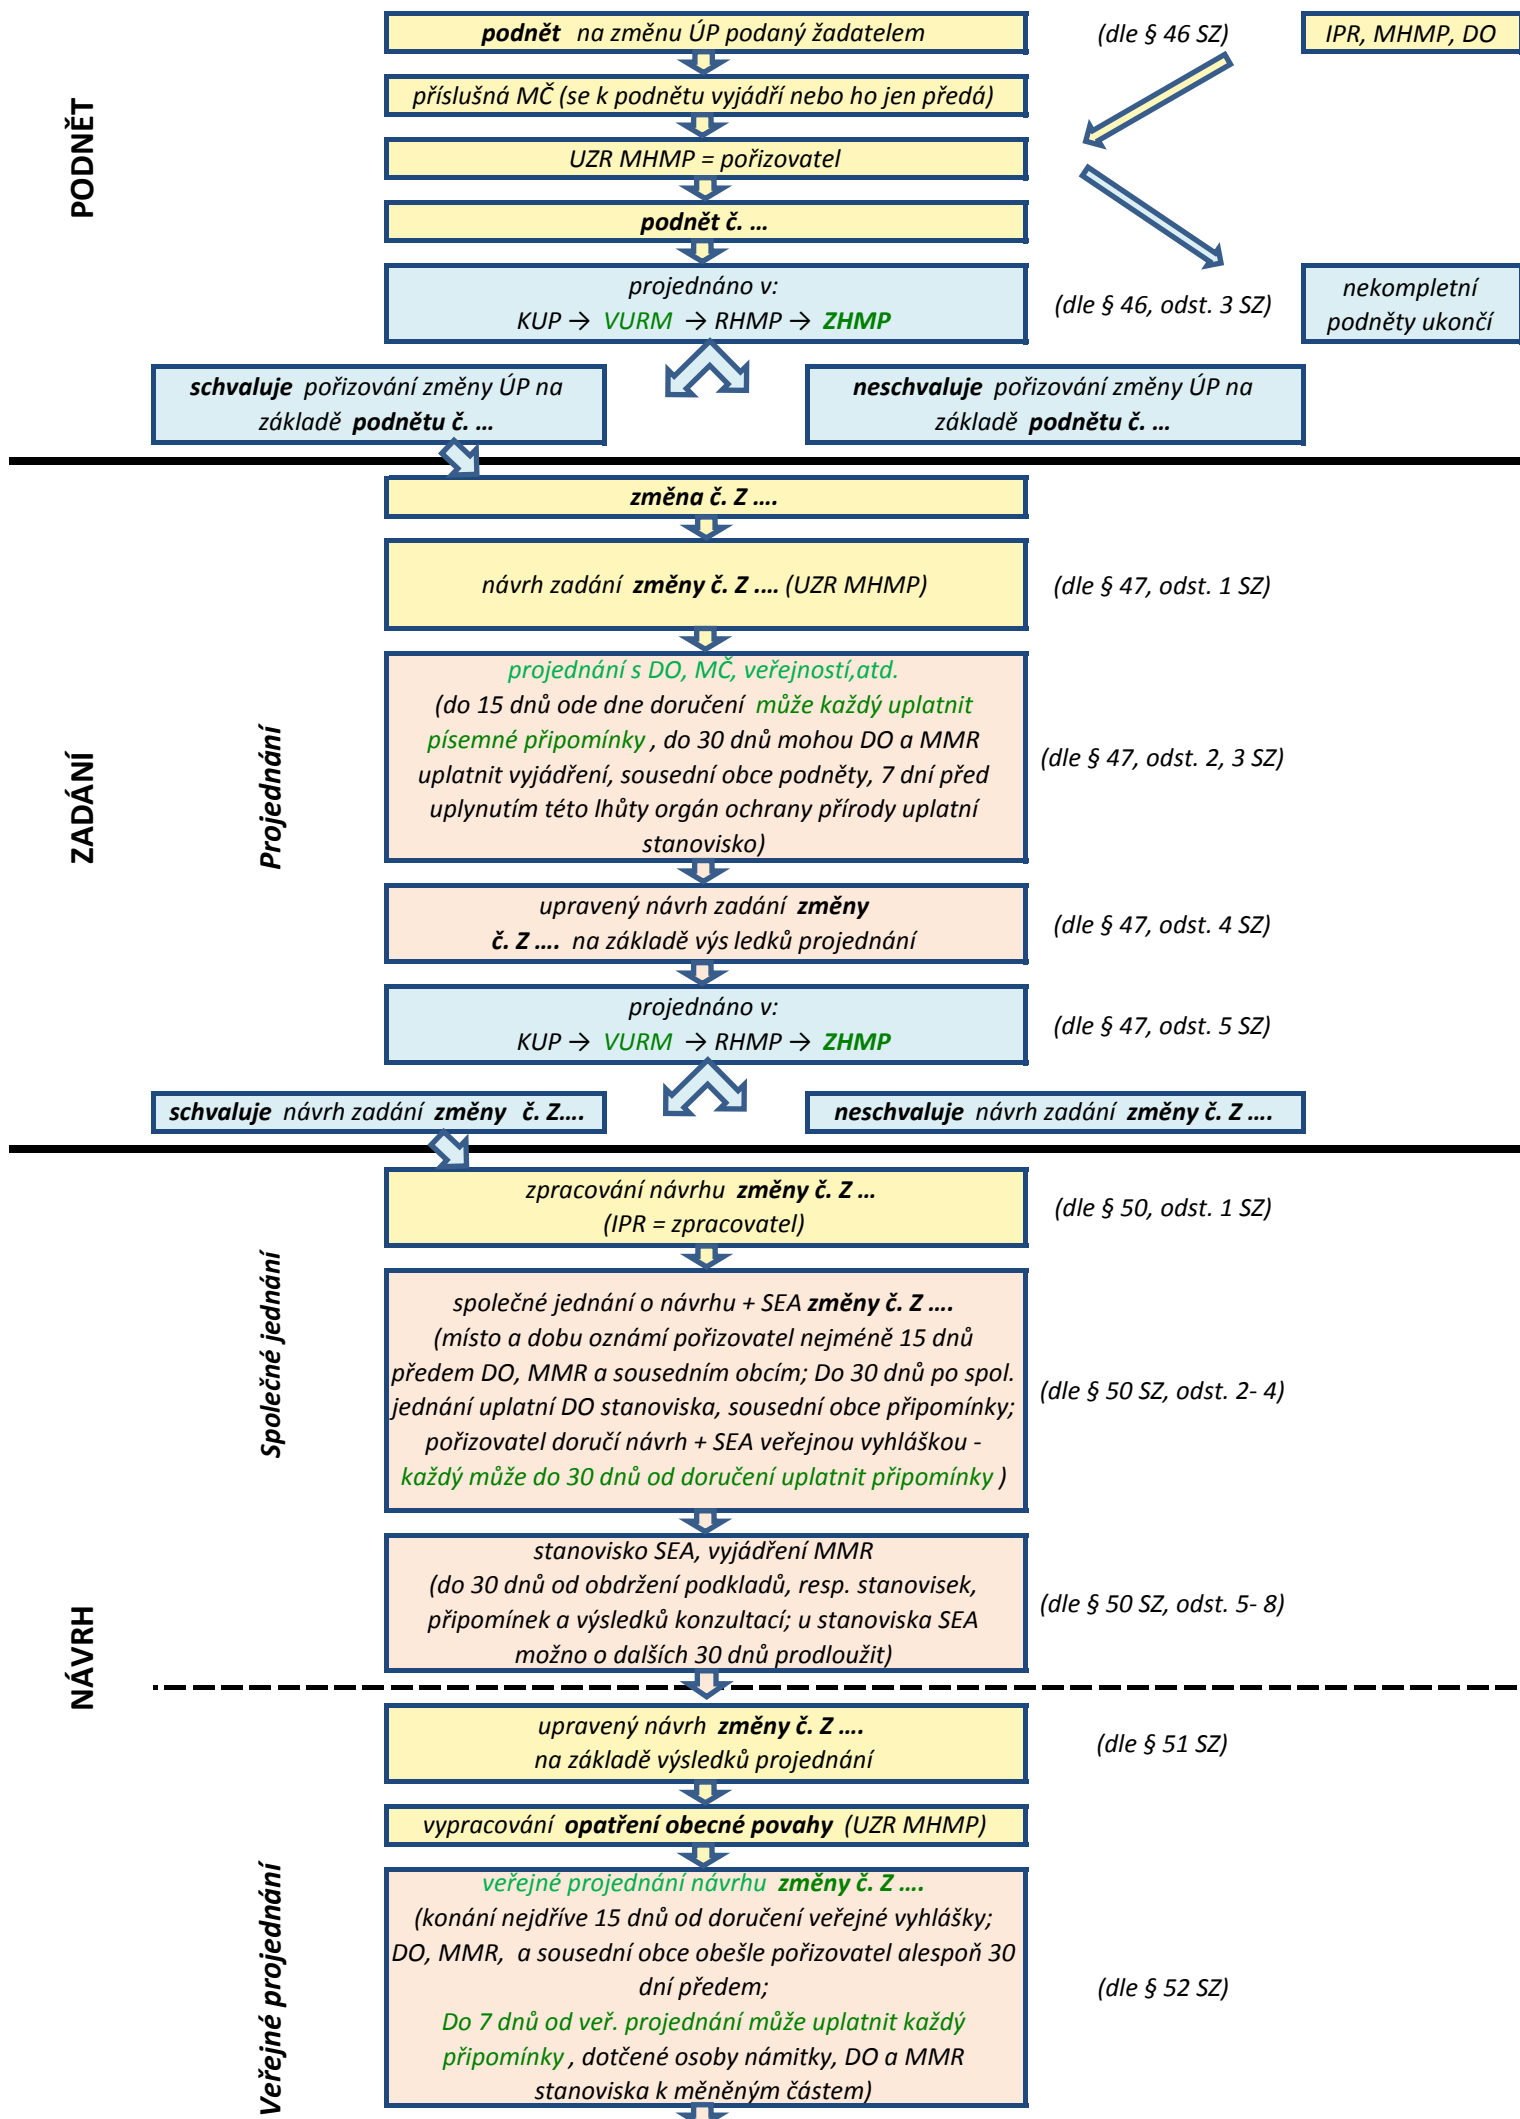 podnět na změnu ÚP podaný žadatelem
(dle § 46 SZ)
IPR, MHMP, DO
PODNĚT
příslušná MČ (se k podnětu vyjádří nebo ho jen předá)
UZR MHMP = pořizovatel
podnět č. ...
projednáno v:
KUP → VURM → RHMP → ZHMP
(dle § 46, odst. 3 SZ)
nekompletní
podněty ukončí
schvaluje pořizování změny ÚP na
základě podnětu č. ...
neschvaluje pořizování změny ÚP na
základě podnětu č. ...
ZADÁNÍ
Projednání
změna č. Z ....
návrh zadání změny č. Z .... (UZR MHMP)
(dle § 47, odst. 1 SZ)
projednání s DO, MČ, veřejností,atd.
(do 15 dnů ode dne doručení může každý uplatnit
písemné připomínky , do 30 dnů mohou DO a MMR
uplatnit vyjádření, sousední obce podněty, 7 dní před
uplynutím této lhůty orgán ochrany přírody uplatní
stanovisko)
(dle § 47, odst. 2, 3 SZ)
upravený návrh zadání změny
č. Z .... na základě výs ledků projednání
(dle § 47, odst. 4 SZ)
projednáno v:
KUP → VURM → RHMP → ZHMP
(dle § 47, odst. 5 SZ)
schvaluje návrh zadání změny č. Z....
neschvaluje návrh zadání změny č. Z ....
NÁVRH
Společné jednání
zpracování návrhu změny č. Z ...
(IPR = zpracovatel)
(dle § 50, odst. 1 SZ)
společné jednání o návrhu + SEA změny č. Z ....
(místo a dobu oznámí pořizovatel nejméně 15 dnů
předem DO, MMR a sousedním obcím; Do 30 dnů po spol.
jednání uplatní DO stanoviska, sousední obce připomínky;
pořizovatel doručí návrh + SEA veřejnou vyhláškou -
každý může do 30 dnů od doručení uplatnit připomínky )
(dle § 50 SZ, odst. 2- 4)
stanovisko SEA, vyjádření MMR
(do 30 dnů od obdržení podkladů, resp. stanovisek,
připomínek a výsledků konzultací; u stanoviska SEA
možno o dalších 30 dnů prodloužit)
(dle § 50 SZ, odst. 5- 8)
Veřejné projednání
upravený návrh změny č. Z ....
na základě výsledků projednání
(dle § 51 SZ)
vypracování opatření obecné povahy (UZR MHMP)
veřejné projednání návrhu změny č. Z ....
(konání nejdříve 15 dnů od doručení veřejné vyhlášky;
DO, MMR, a sousední obce obešle pořizovatel alespoň 30
dní předem;
Do 7 dnů od veř. projednání může uplatnit každý
připomínky , dotčené osoby námitky, DO a MMR
stanoviska k měněným částem)
(dle § 52 SZ)